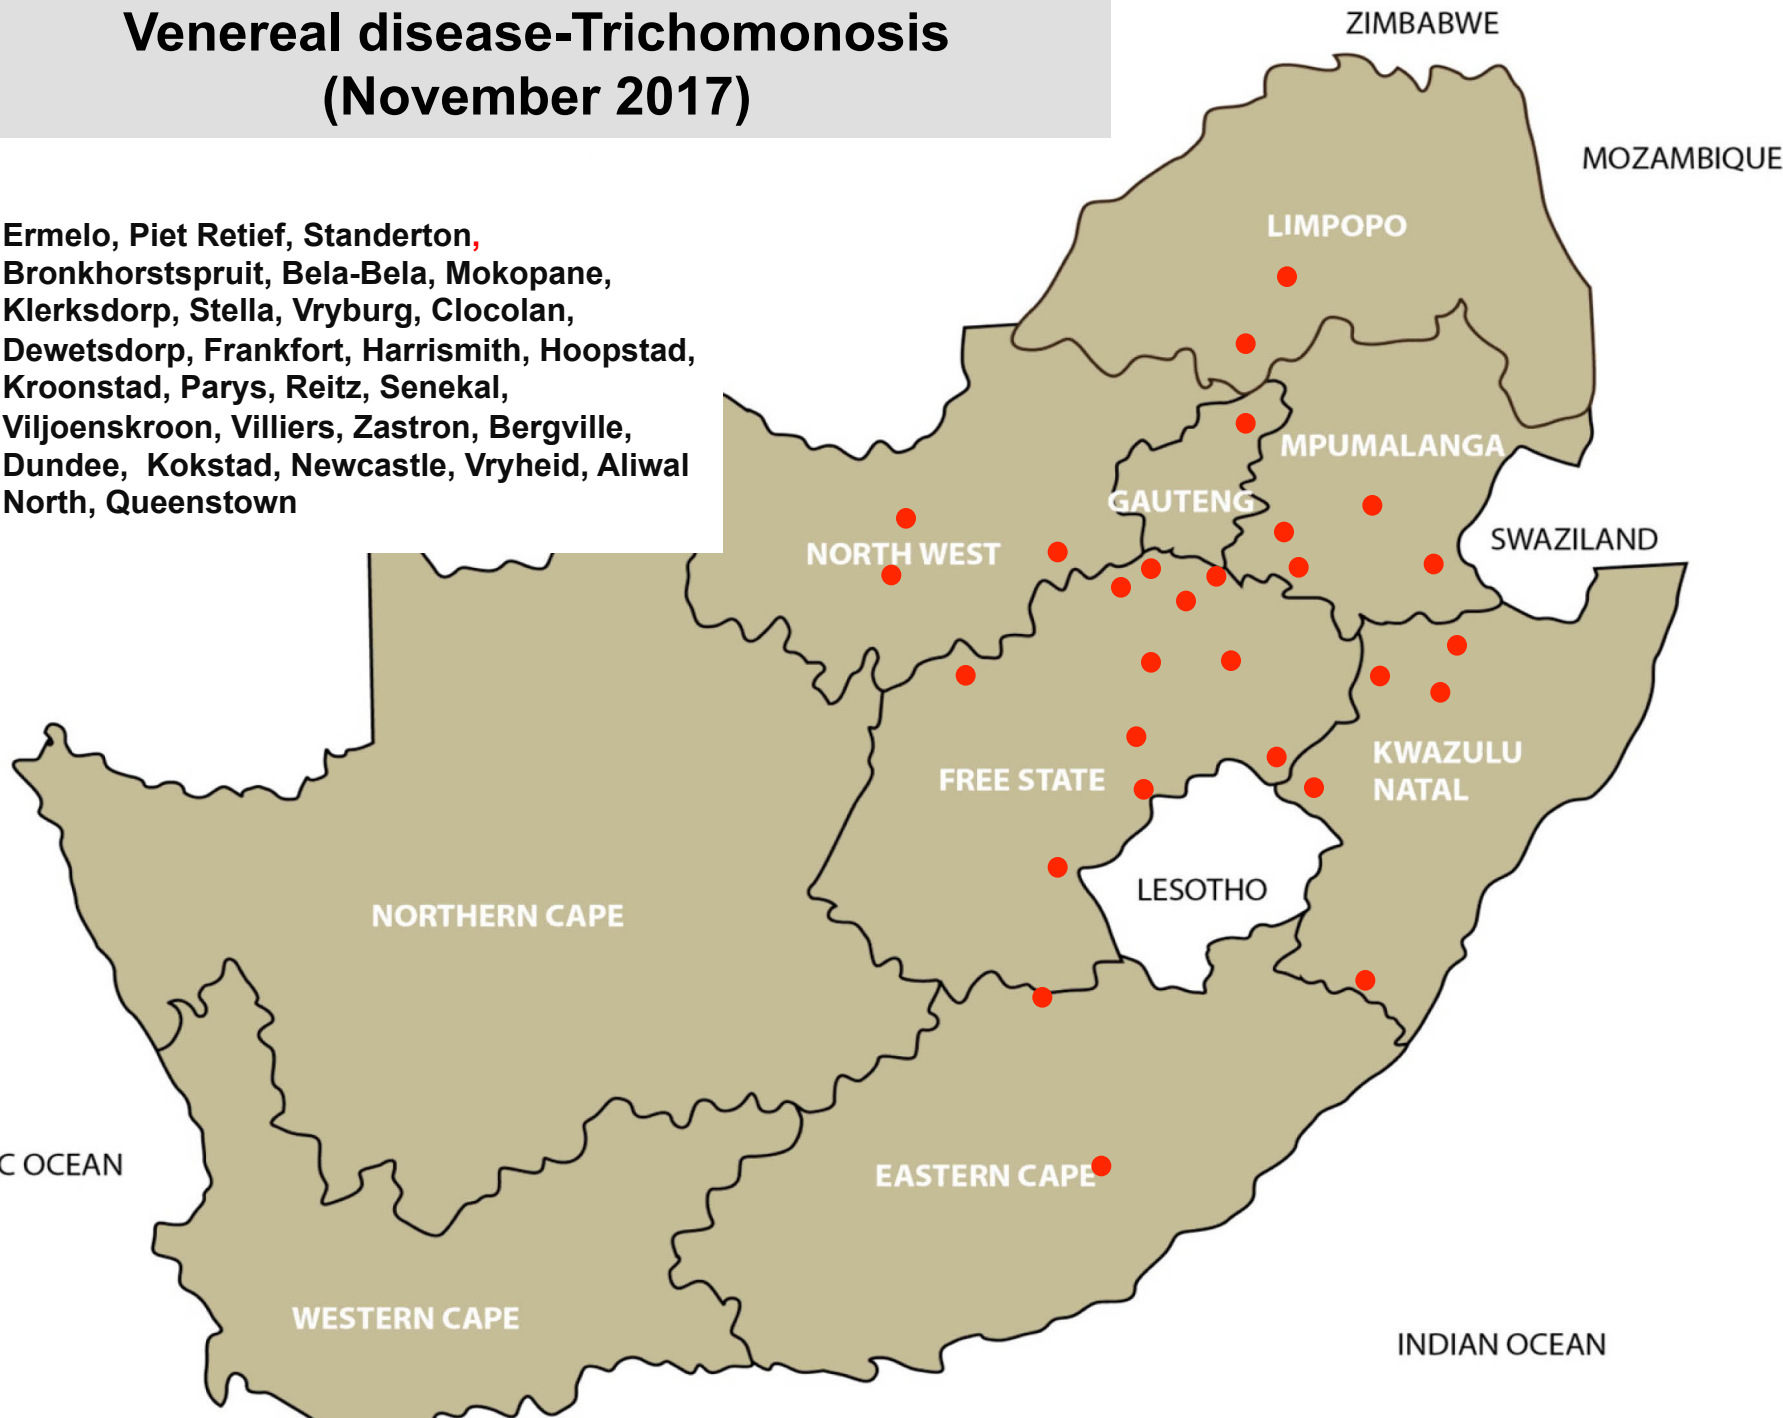 Venereal disease-Trichomonosis
(November 2017)
ZIMBABWE
MOZAMBIQUE
LIMPOPO
Ermelo, Piet Retief, Standerton,
Bronkhorstspruit, Bela-Bela, Mokopane,
Klerksdorp, Stella, Vryburg, Clocolan,
Dewetsdorp, Frankfort, Harrismith, Hoopstad,
Kroonstad, Parys, Reitz, Senekal,
Viljoenskroon, Villiers, Zastron, Bergville,
Dundee, Kokstad, Newcastle, Vryheid, Aliwal
North, Queenstown
MPUMALANGA
GAUTENG
SWAZILAND
NORTH WEST
KWAZULU
NATAL
FREE STATE
LESOTHO
NORTHERN CAPE
C OCEAN
EASTERN CAPE
WESTERN CAPE
INDIAN OCEAN